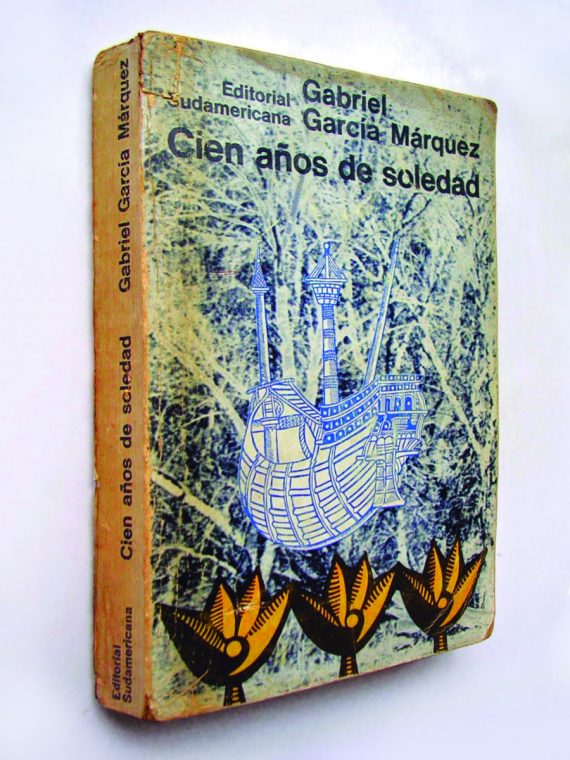 Editorial
Sudamericana
Gabriel
García Márquez
Cien años de soledad
Gabriel García Márquez
Cien años de soledad
Editorial
Sudamericana